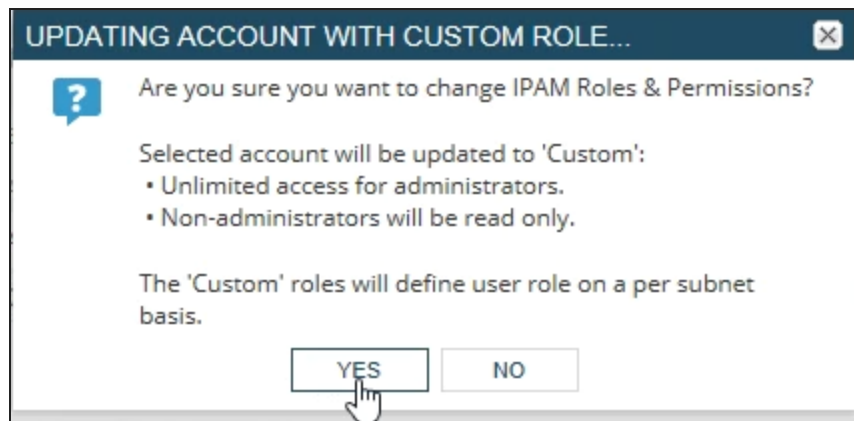 UPDATING ACCOUNT WITH CUSTOM ROLE...
Are you sure you want to change IPAM Roles & Permissions?
Selected account will be updated to 'Custom':
• Unlimited access for administrators.
• Non-administrators will be read only.
The 'Custom' roles will define user role on a per subnet
basis.
YES
NO